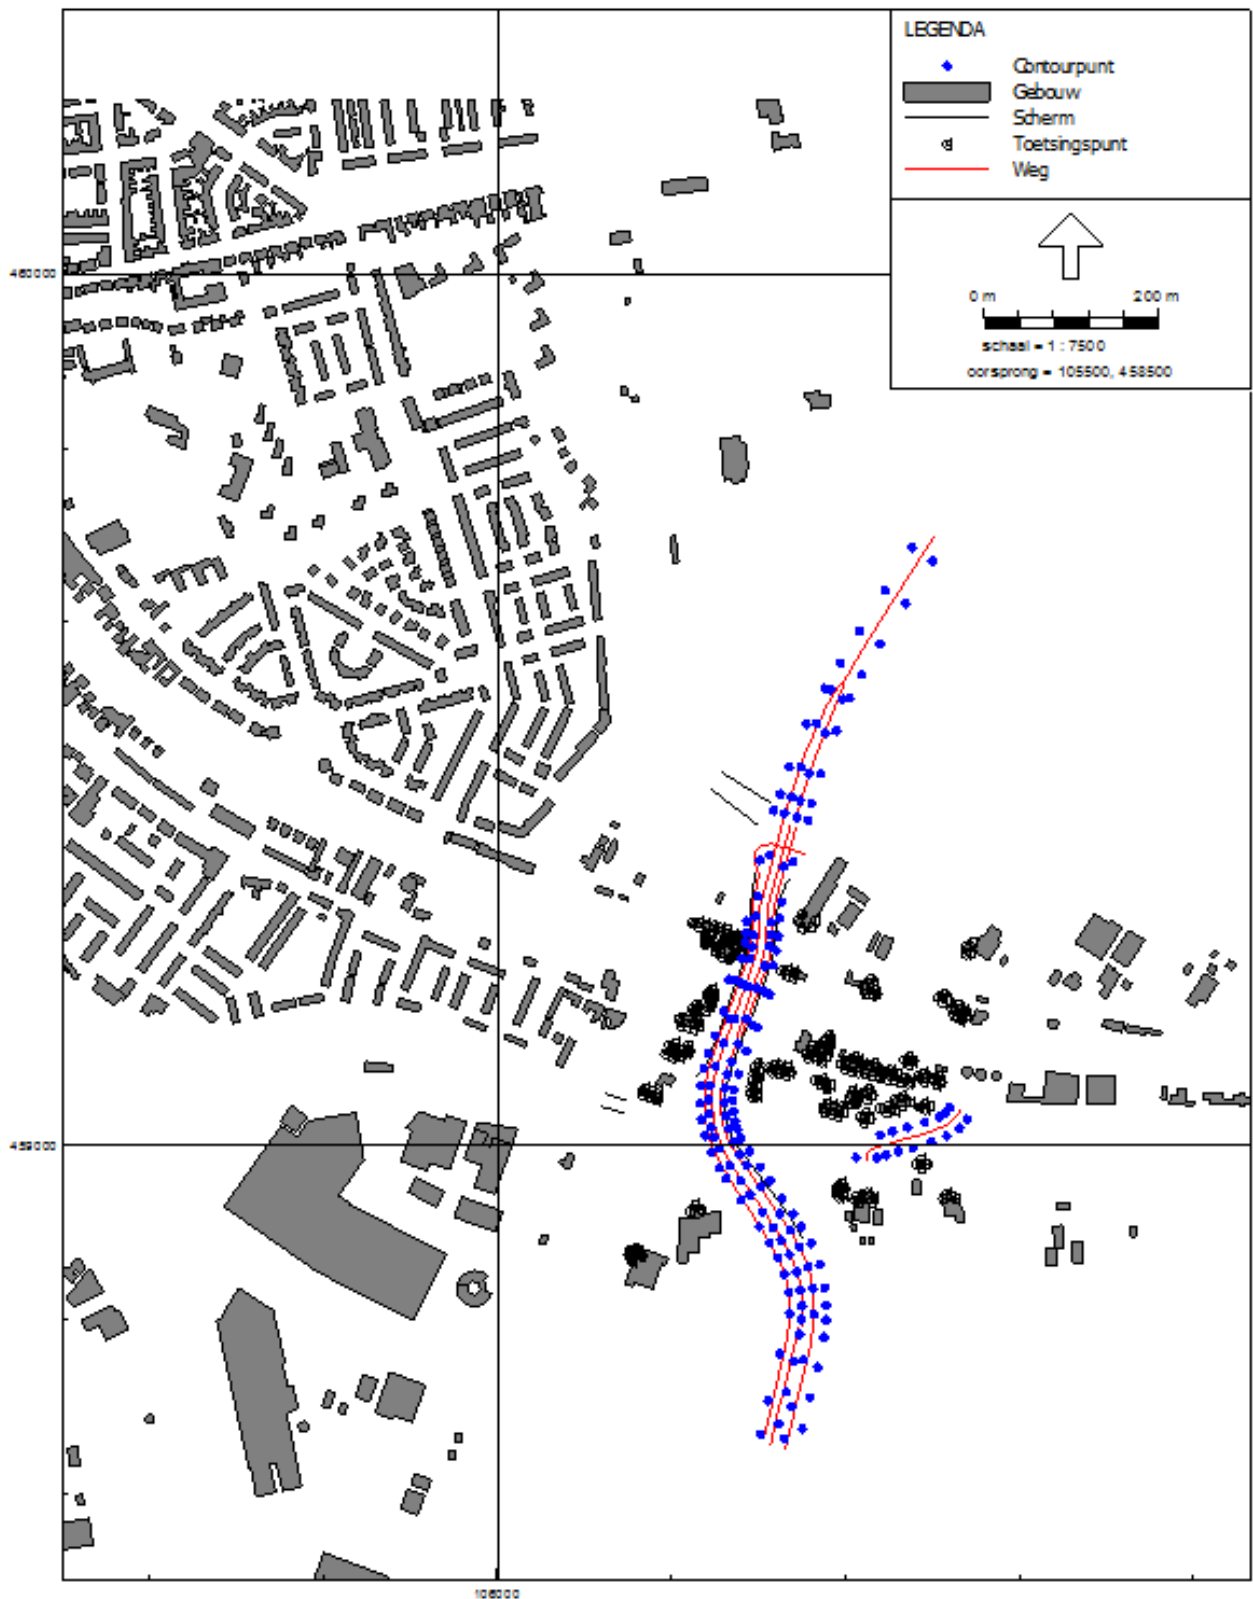 LEGENDA
Contourpunt
Gebouw
Scherm
Toetsingspunt
Weg
0 m 200 m
schaal = 1 : 7500
oorsprong = 105500, 458500
460000
459000
106000